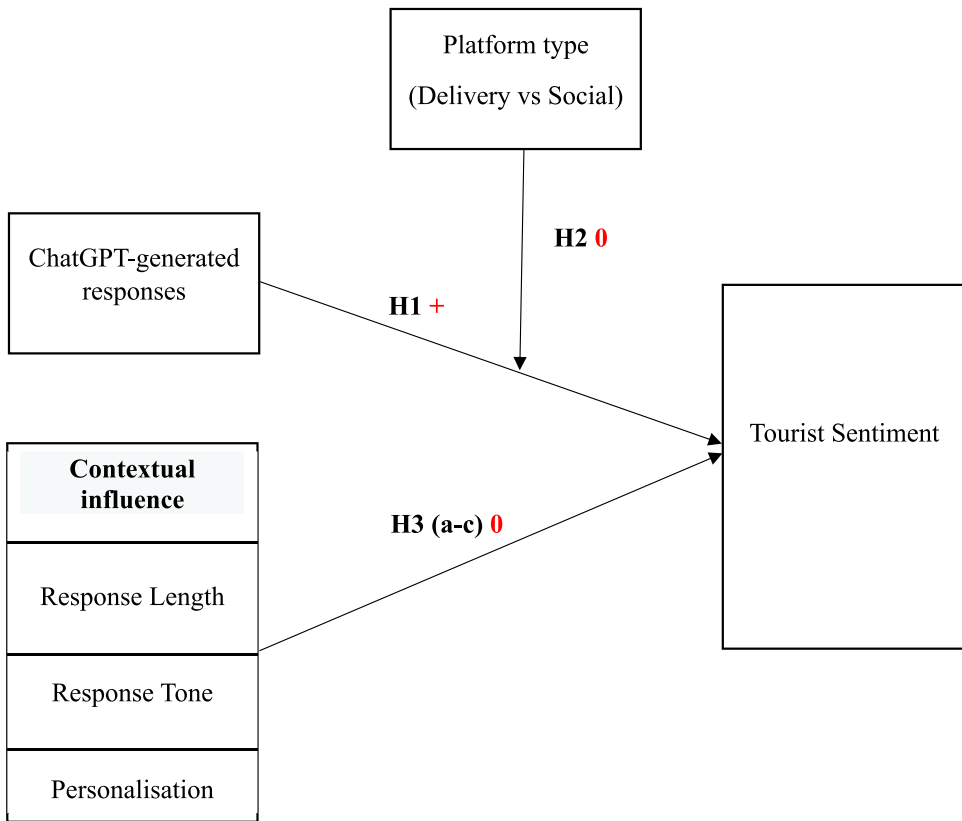 Platform type
(Delivery vs Social)
H2 0
ChatGPT-generated
responses
H1 +
Tourist Sentiment
Contextual
influence
H3 (a-c) 0
Response Length
Response Tone
Personalisation